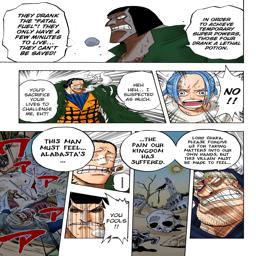 THEY DRANK
THE "FATAL
FUEL"! THEY
ONLY HAVE A
FEW MINUTES
TO LIVE...
THEY CAN'T
BE SAVED!
IN ORDER
TO ACHIEVE
TEMPORARY
SUPER POWERS,
THOSE FOUR
DRANK A LETHAL
POTION.
YOU'D
SACRIFICE
YOUR
LIVES TO
CHALLENGE
ME, EH?!
HEH
HEH... I
SUSPECTED
AS MUCH.
NO
!!
THIS MAN
MUST FEEL...
ALABASTA'S
...
...THE
PAIN OUR
KINGDOM
HAS
SUFFERED.
LORD COBRA,
PLEASE FORGIVE
US FOR TAKING
MATTERS INTO OUR
OWN HANDS, BUT
THIS VILLAIN MUST
BE MADE TO FEEL...
YOU
FOOLS
!!